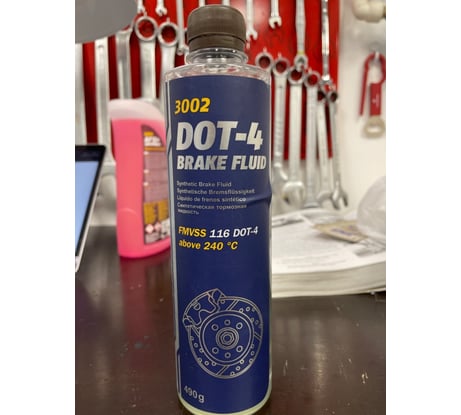 3002
DOT-4
BRAKE FLUID
Synthetic Brake Fluid
Synthetische Bremsflüssigkeit
Líquido de frenos sintético
Синтетическая тормозная
жидкость
FMVSS 116 DOT-4
above 240 °C
490g